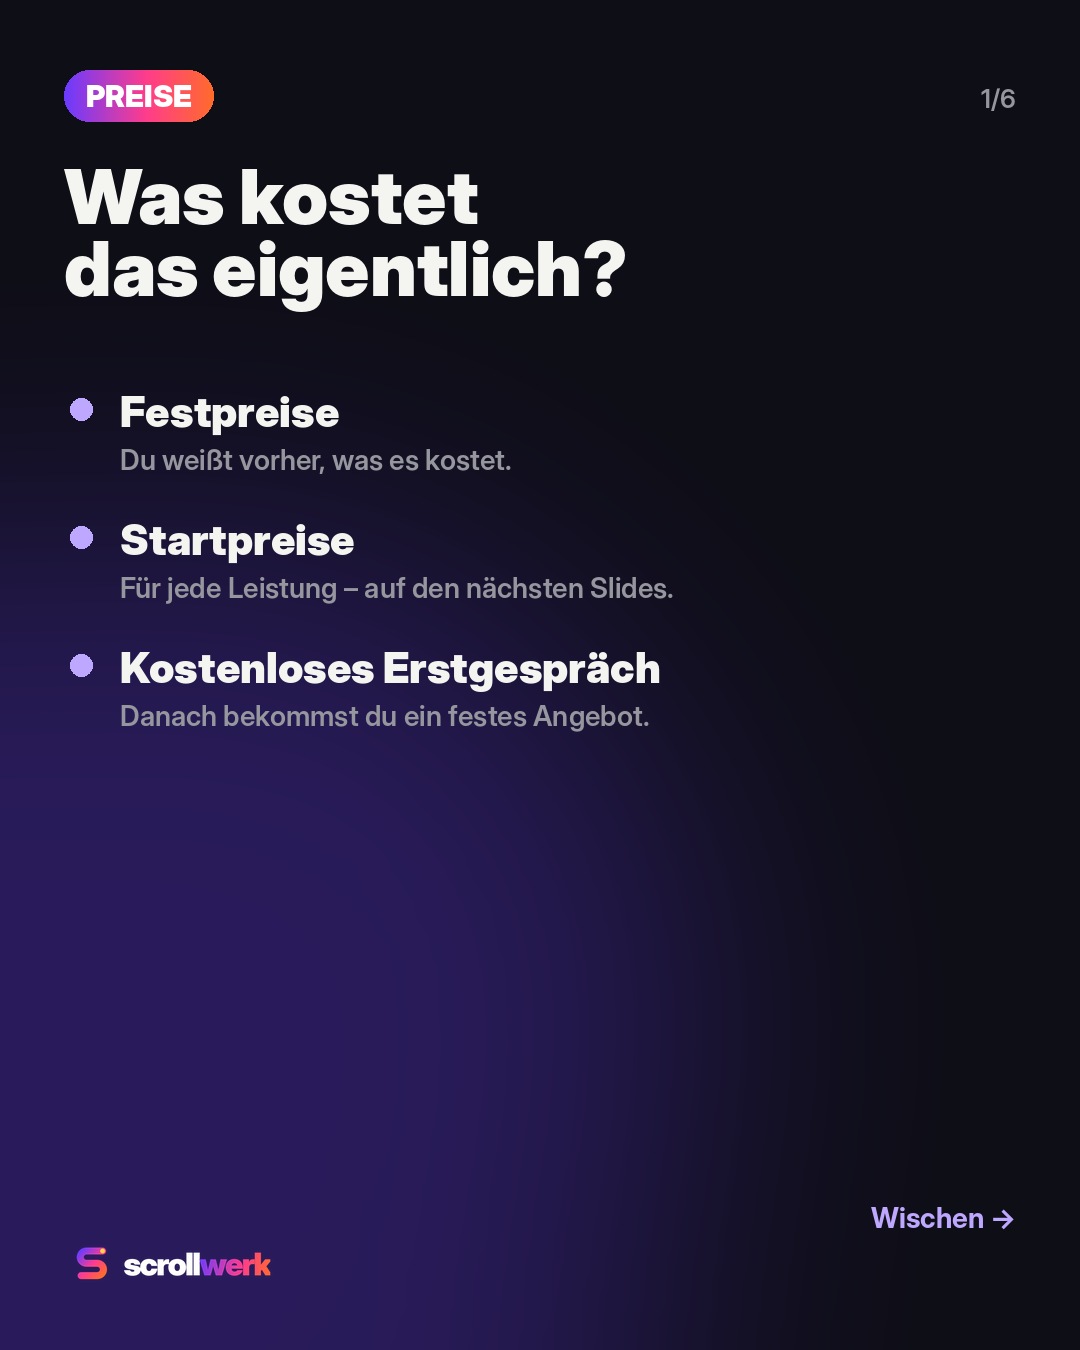 PREISE
1/6
Was kostet
das eigentlich?
Festpreise
Du weißt vorher, was es kostet.
Startpreise
Für jede Leistung – auf den nächsten Slides.
Kostenloses Erstgespräch
Danach bekommst du ein festes Angebot.
Wischen →
scrollwerk